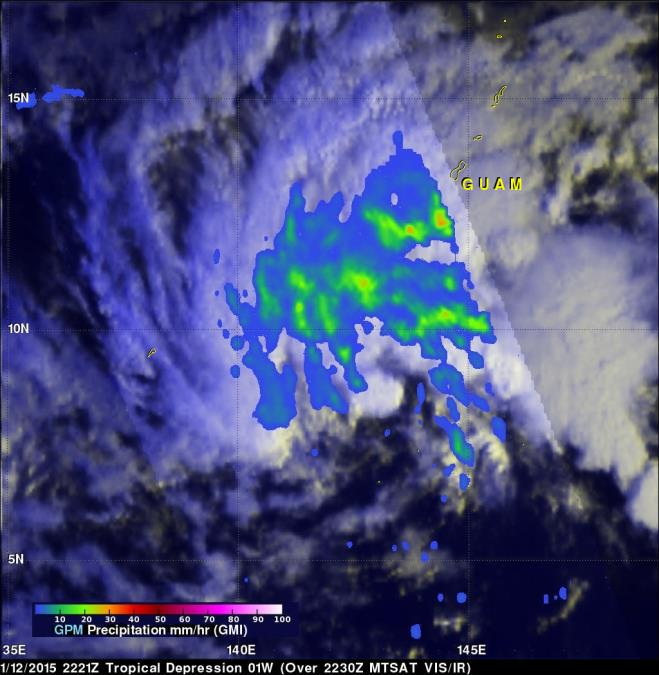 15N
GUAM
10N
5N
10 20 30 40 50 60 70 80 90 100
GPM Precipitation mm/hr (GMI)
35E 140E 145E
1/12/2015 2221Z Tropical Depression 01W (Over 2230Z MTSAT VIS/IR)